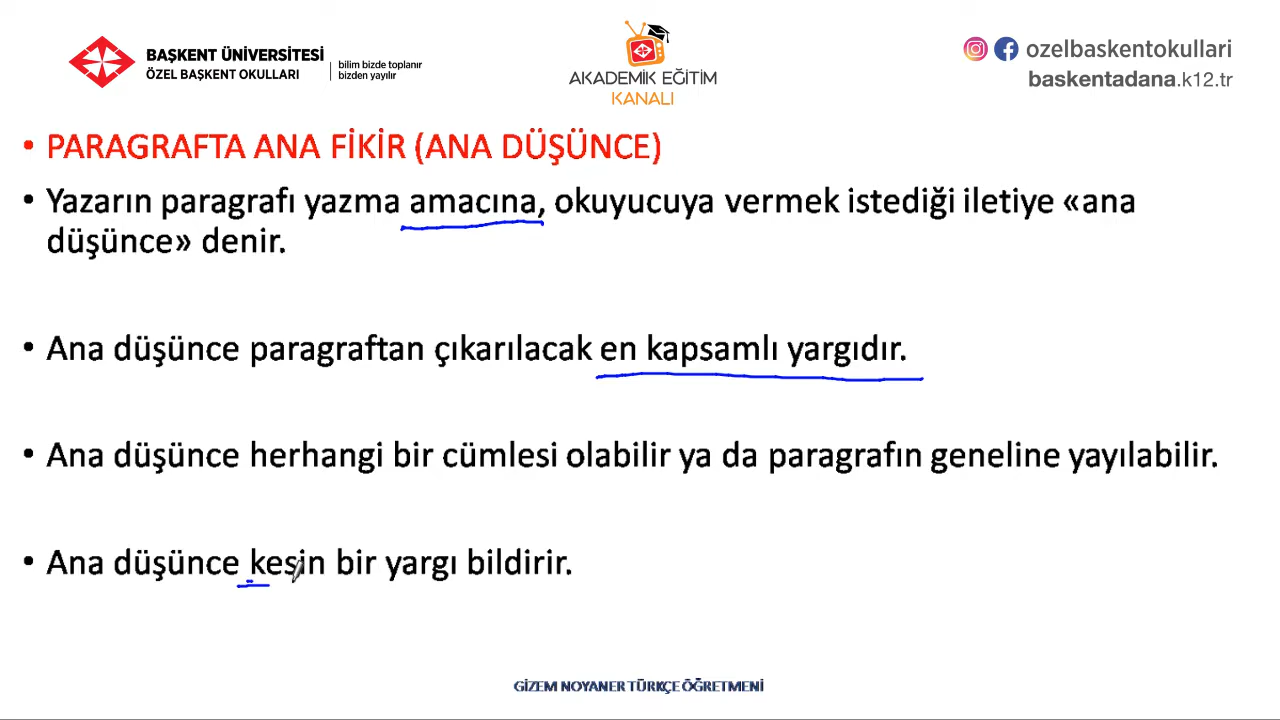 BAŞKENT ÜNİVERSİTESİ
ÖZEL BAŞKENT OKULLARI
bilim bizde toplanır
bizden yayılır
AKADEMİK EĞİTİM
KANALI
ozelbaskentokullari
baskentadana.k12.tr
• PARAGRAFTA ANA FİKİR (ANA DÜŞÜNCE)
• Yazarın paragrafı yazma amacına, okuyucuya vermek istediği iletiye «ana
düşünce» denir.
• Ana düşünce paragraftan çıkarılacak en kapsamlı yargıdır.
• Ana düşünce herhangi bir cümlesi olabilir ya da paragrafın geneline yayılabilir.
• Ana düşünce kesin bir yargı bildirir.
GİZEM NOYANER TÜRKÇE ÖĞRETMENİ